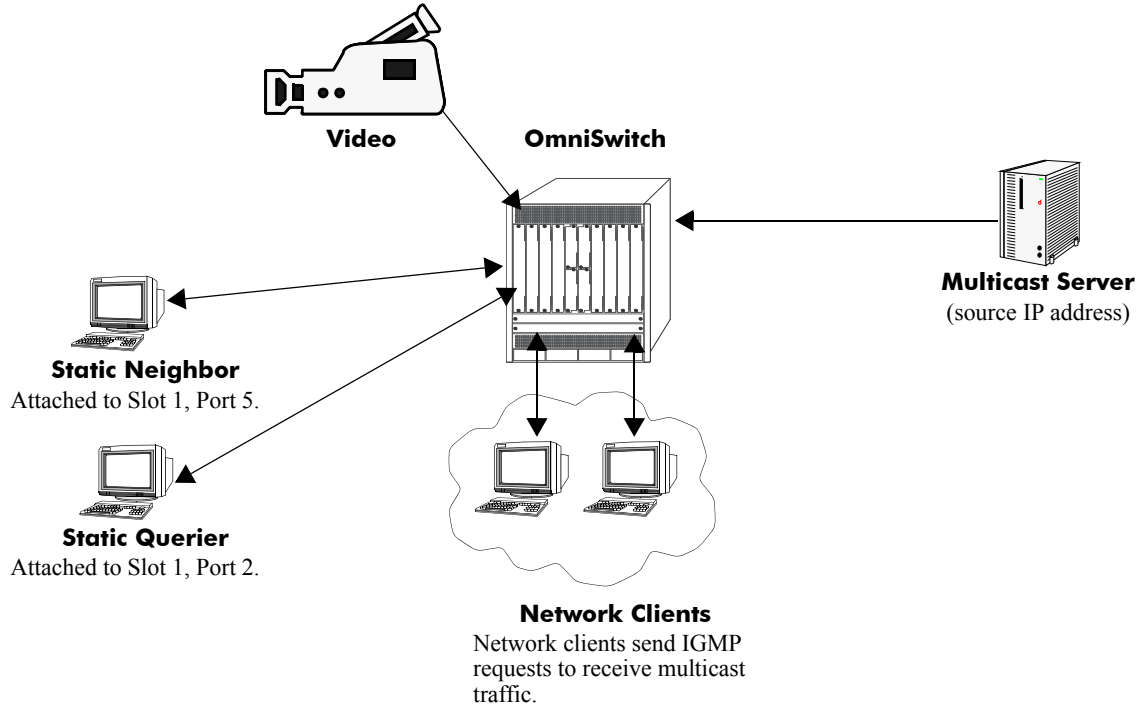 Video
OmniSwitch
Multicast Server
(source IP address)
Static Neighbor
Attached to Slot 1, Port 5.
Static Querier
Attached to Slot 1, Port 2.
Network Clients
Network clients send IGMP
requests to receive multicast
traffic.